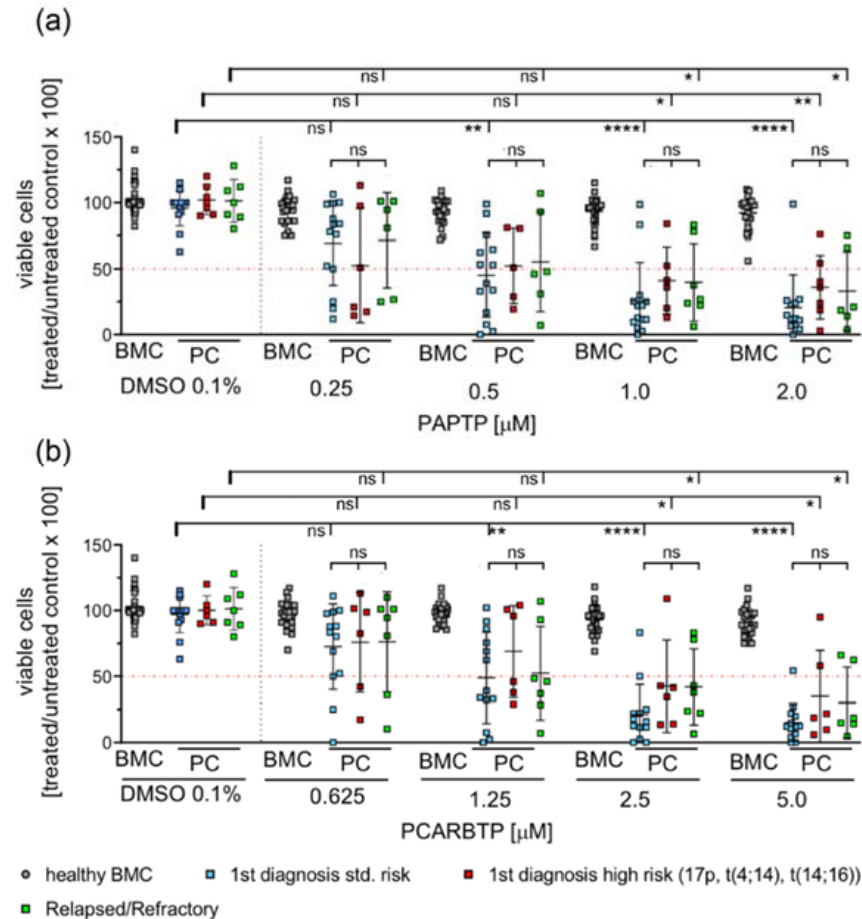 (a)
ns ns * *
ns ns * **
ns ** **** ****
ns ns ns ns
viable cells
[treated/untreated control x 100]
150
100
50
0
BMC PC BMC PC BMC PC BMC PC BMC PC
DMSO 0.1% 0.25 0.5 1.0 2.0
PAPTP [μM]
(b)
ns ns * *
ns ns * *
ns ** **** ****
ns ns ns ns
viable cells
[treated/untreated control x 100]
150
100
50
0
BMC PC BMC PC BMC PC BMC PC BMC PC
DMSO 0.1% 0.625 1.25 2.5 5.0
PCARBTP [μM]
healthy BMC 1st diagnosis std. risk 1st diagnosis high risk (17p, t(4;14), t(14;16))
Relapsed/Refractory